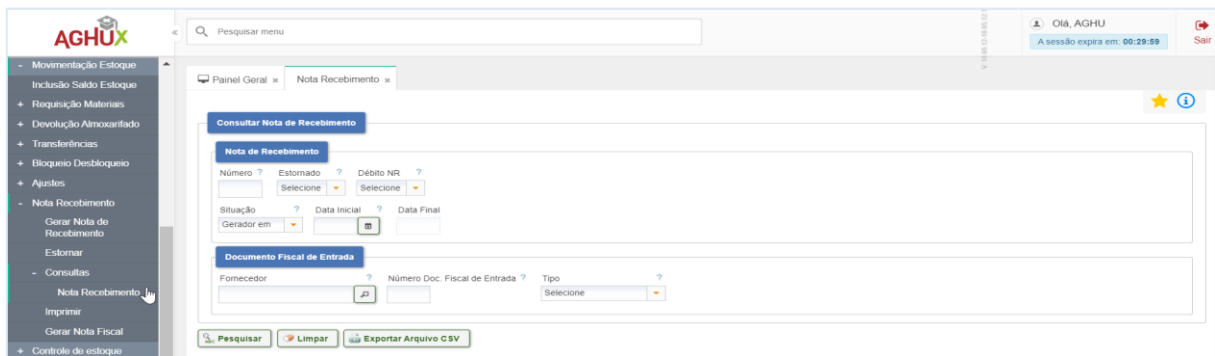 AGHUX
«
Pesquisar menu
Olá, AGHU
A sessão expira em: 00:29:59
Sair
- Movimentação Estoque
Inclusão Saldo Estoque
+ Requisição Materiais
+ Devolução Almoxarifado
+ Transferências
+ Bloqueio Desbloqueio
+ Ajustes
- Nota Recebimento
Gerar Nota de
Recebimento
Estornar
- Consultas
Nota Recebimento
Imprimir
Gerar Nota Fiscal
+ Controle de estoque
Painel Geral × Nota Recebimento ×
Consultar Nota de Recebimento
Nota de Recebimento
Número ? Estornado ? Débito NR ?
Selecione Selecione
Situação ? Data Inicial ? Data Final
Gerador em
Documento Fiscal de Entrada
Fornecedor ? Número Doc. Fiscal de Entrada ? Tipo ?
Selecione
Pesquisar Limpar Exportar Arquivo CSV